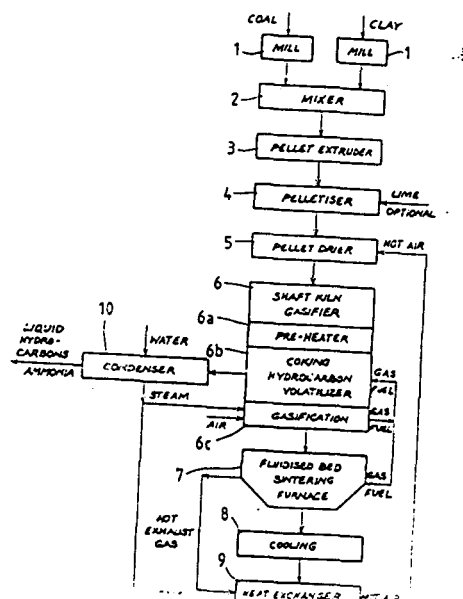 COAL
CLAY
1
MILL
MILL
1
2
MIXER
3
PELLET EXTRUDER
4
PELLETISER
LIME
OPTIONAL
5
PELLET DRIER
HOT AIR
6
SHAFT KILN
GASIFIER
6a
PRE-HEATER
6b
COKING
HYDROCARBON
VOLATILIZER
GAS
FUEL
10
WATER
LIQUID
HYDRO-
CARBONS
AMMONIA
CONDENSER
STEAM
AIR
GASIFICATION
GAS
FUEL
6c
7
FLUIDISED BED
SINTERING
FURNACE
GAS
FUEL
HOT
EXHAUST
GAS
8
COOLING
9
HEAT EXCHANGER